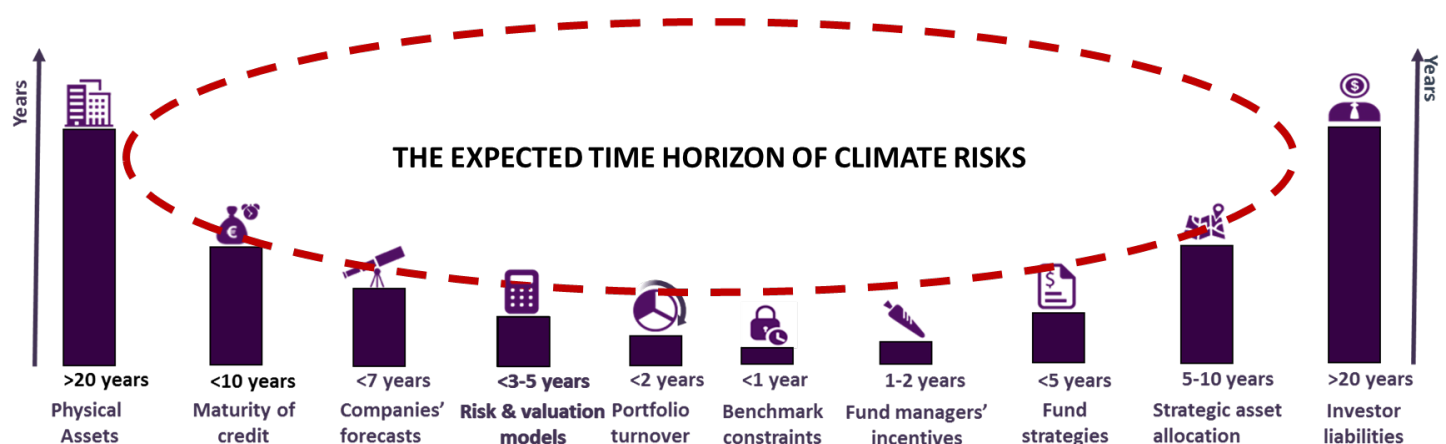 Years
Years
THE EXPECTED TIME HORIZON OF CLIMATE RISKS
€
$
$
>20 years
<10 years
<7 years
<3-5 years
<2 years
<1 year
1-2 years
<5 years
5-10 years
>20 years
Physical
Assets
Maturity of
credit
Companies’
forecasts
Risk & valuation
models
Portfolio
turnover
Benchmark
constraints
Fund managers’
incentives
Fund
strategies
Strategic asset
allocation
Investor
liabilities